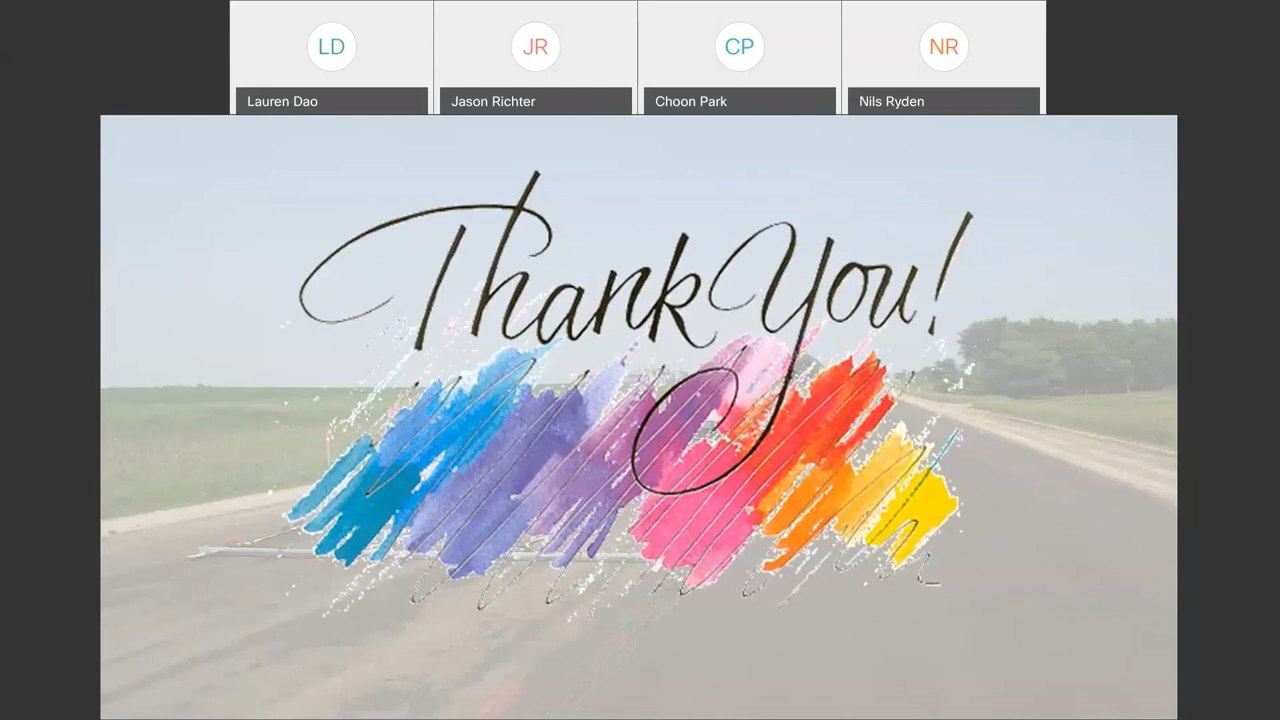 LD
JR
CP
NR
Lauren Dao
Jason Richter
Choon Park
Nils Ryden
Thank You!